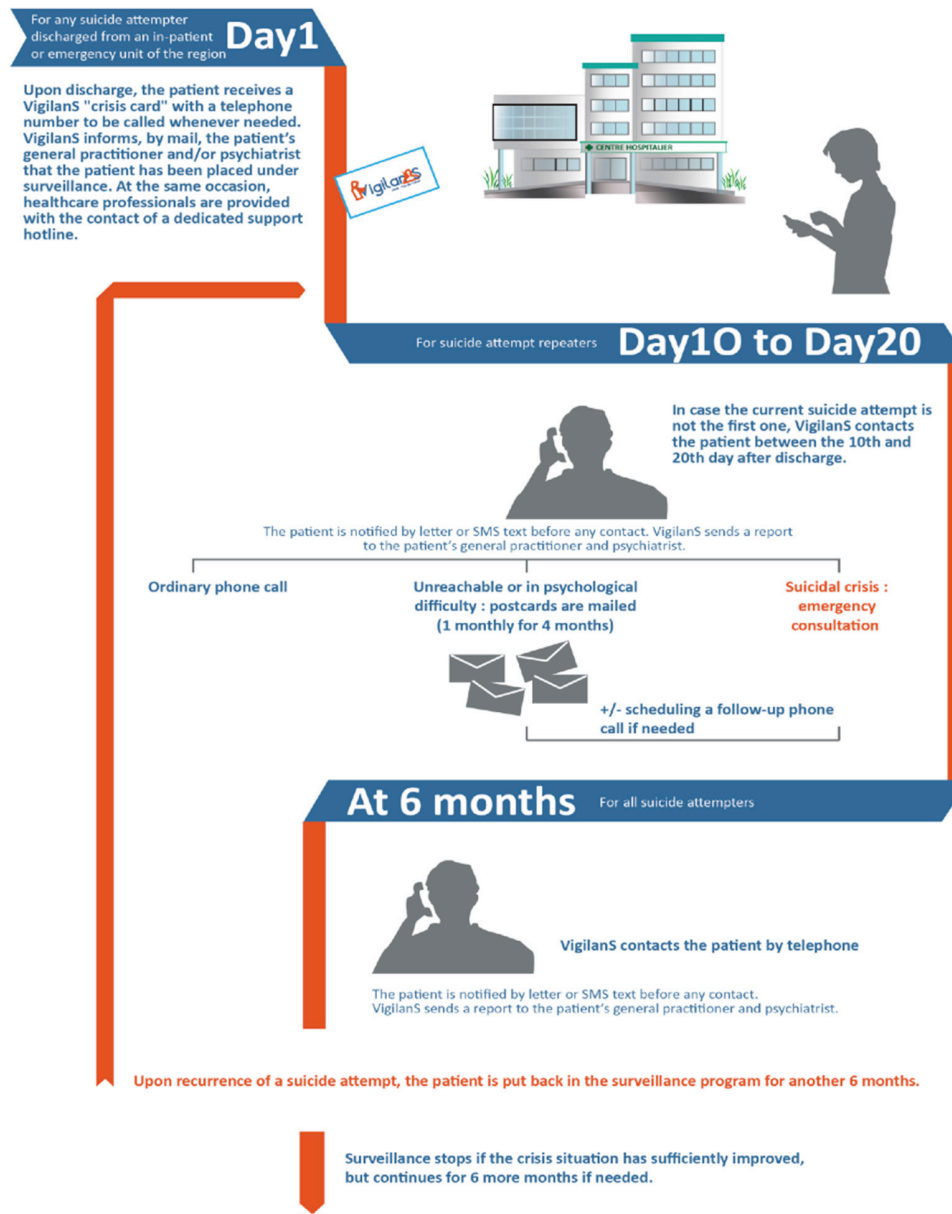 For any suicide attempter
discharged from an in-patient
or emergency unit of the region
Day1
Upon discharge, the patient receives a
VigilanS "crisis card" with a telephone
number to be called whenever needed.
VigilanS informs, by mail, the patient's
general practitioner and/or psychiatrist
that the patient has been placed under
surveillance. At the same occasion,
healthcare professionals are provided
with the contact of a dedicated support
hotline.
VigilanS
CENTRE HOSPITALIER
For suicide attempt repeaters
Day1O to Day20
In case the current suicide attempt is
not the first one, VigilanS contacts
the patient between the 10th and
20th day after discharge.
The patient is notified by letter or SMS text before any contact. VigilanS sends a report
to the patient's general practitioner and psychiatrist.
Ordinary phone call
Unreachable or in psychological
difficulty : postcards are mailed
(1 monthly for 4 months)
Suicidal crisis :
emergency
consultation
+/- scheduling a follow-up phone
call if needed
At 6 months
For all suicide attempters
VigilanS contacts the patient by telephone
The patient is notified by letter or SMS text before any contact.
VigilanS sends a report to the patient's general practitioner and psychiatrist.
Upon recurrence of a suicide attempt, the patient is put back in the surveillance program for another 6 months.
Surveillance stops if the crisis situation has sufficiently improved,
but continues for 6 more months if needed.